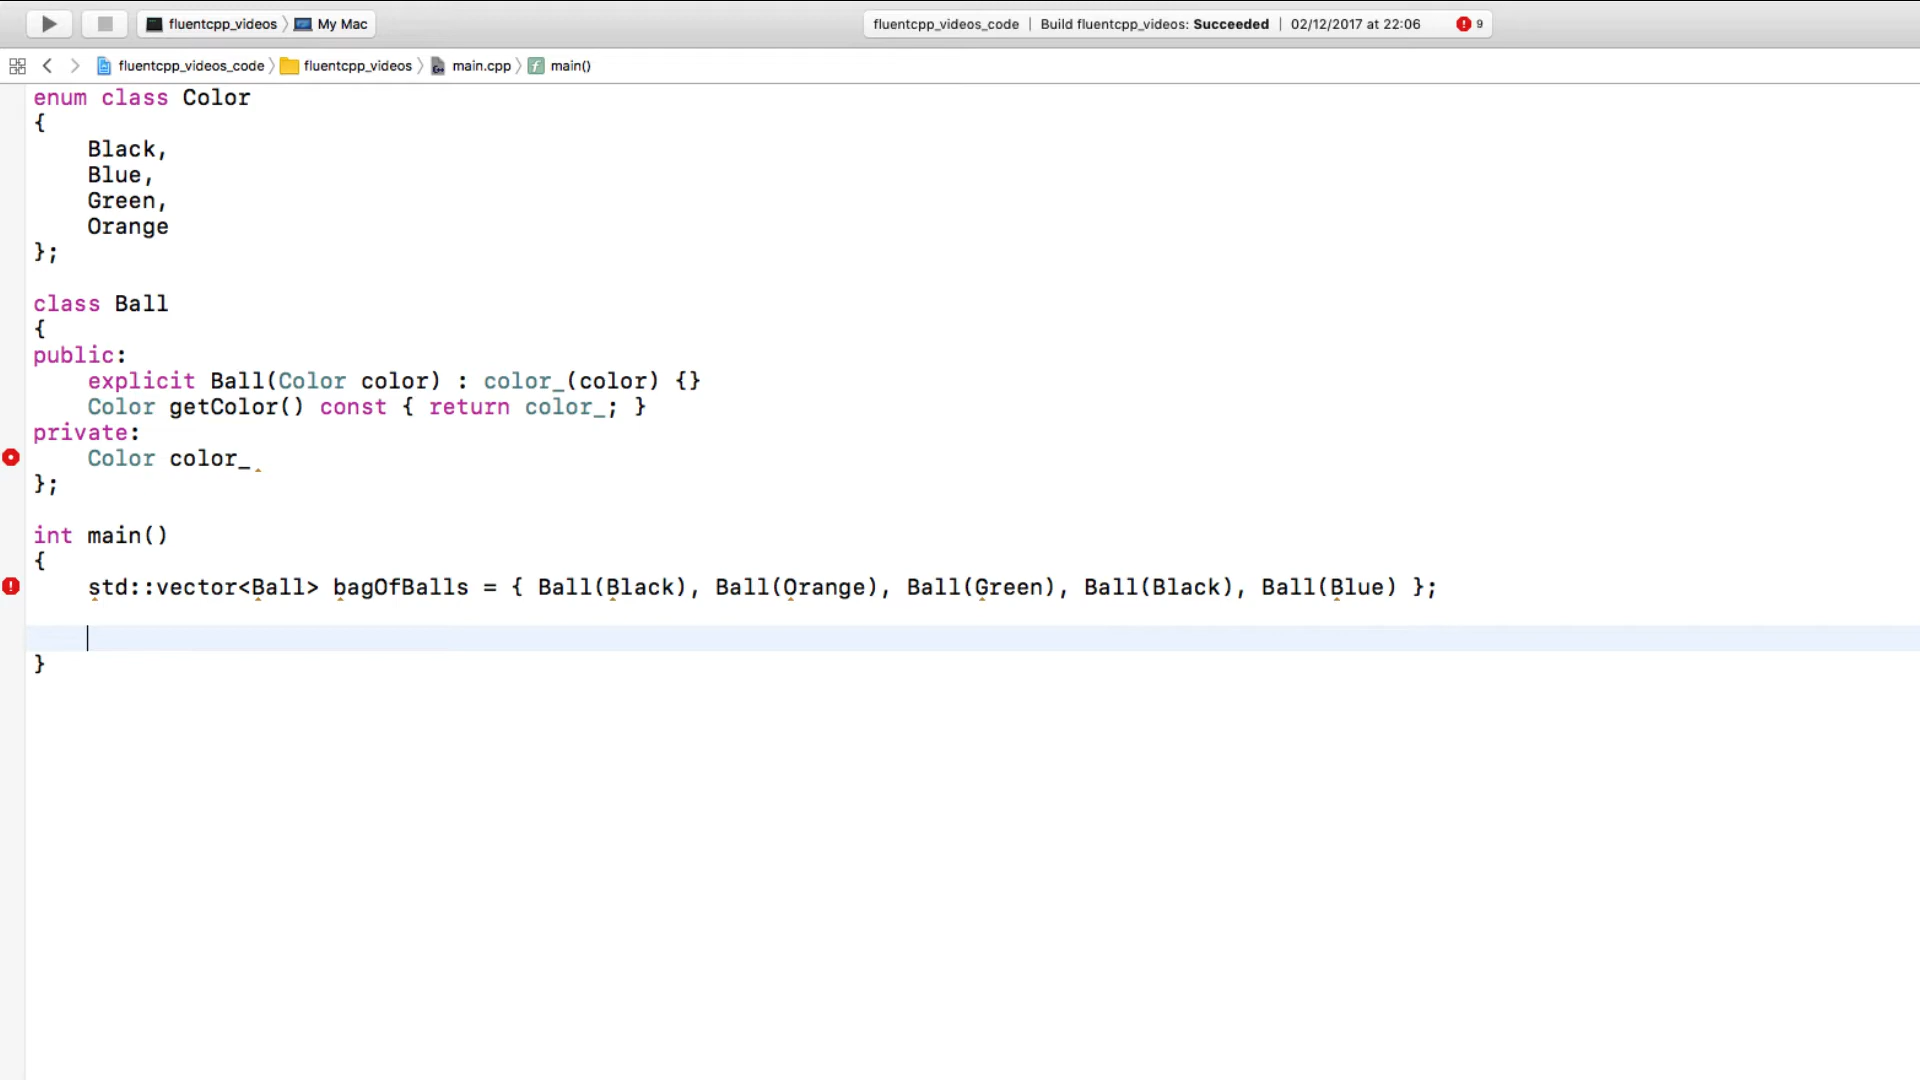 fluentcpp_videos My Mac
fluentcpp_videos_code | Build fluentcpp_videos: Succeeded | 02/12/2017 at 22:06 9
fluentcpp_videos_code fluentcpp_videos main.cpp main()
enum class Color
{
    Black,
    Blue,
    Green,
    Orange
};
class Ball
{
public:
    explicit Ball(Color color) : color_(color) {}
    Color getColor() const { return color_; }
private:
    Color color_
};
int main()
{
    std::vector<Ball> bagOfBalls = { Ball(Black), Ball(Orange), Ball(Green), Ball(Black), Ball(Blue) };
}